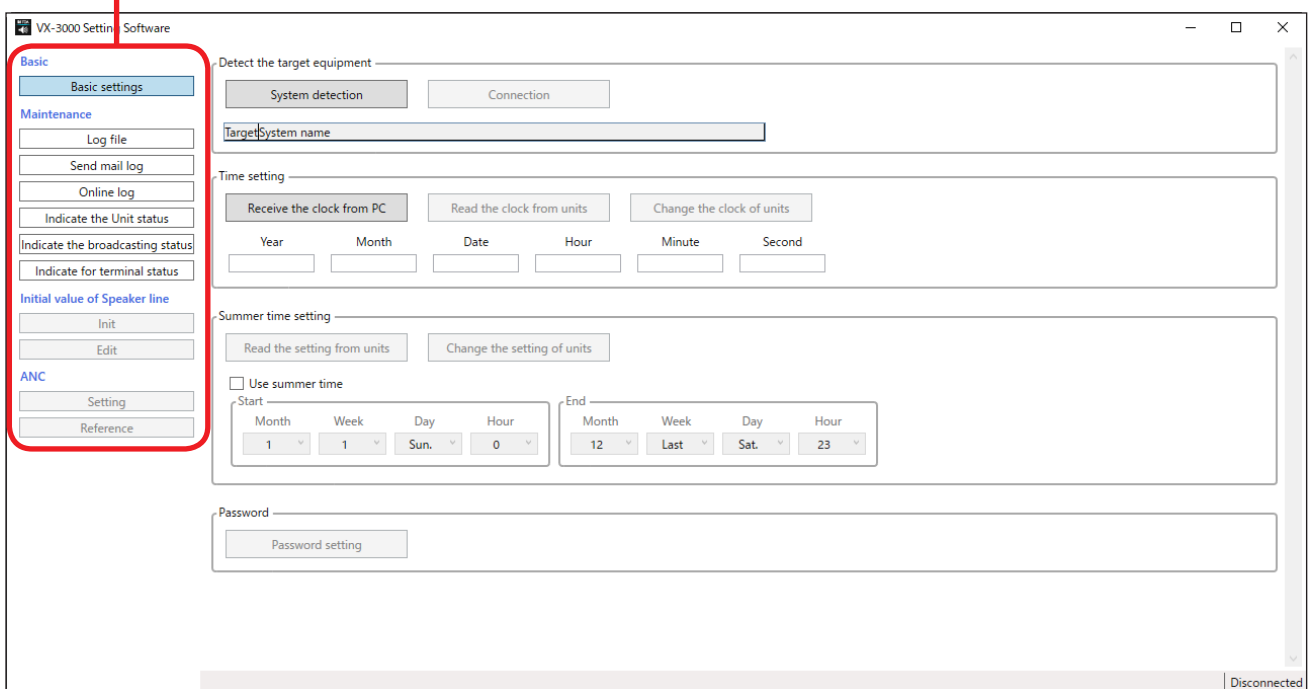 VX-3000 Setting Software
Basic
Basic settings
Maintenance
Log file
Send mail log
Online log
Indicate the Unit status
Indicate the broadcasting status
Indicate for terminal status
Initial value of Speaker line
Init
Edit
ANC
Setting
Reference
Detect the target equipment
System detection Connection
Target System name
Time setting
Receive the clock from PC Read the clock from units Change the clock of units
Year Month Date Hour Minute Second
Summer time setting
Read the setting from units Change the setting of units
Use summer time
Start
Month Week Day Hour
1 1 Sun. 0
End
Month Week Day Hour
12 Last Sat. 23
Password
Password setting
Disconnected